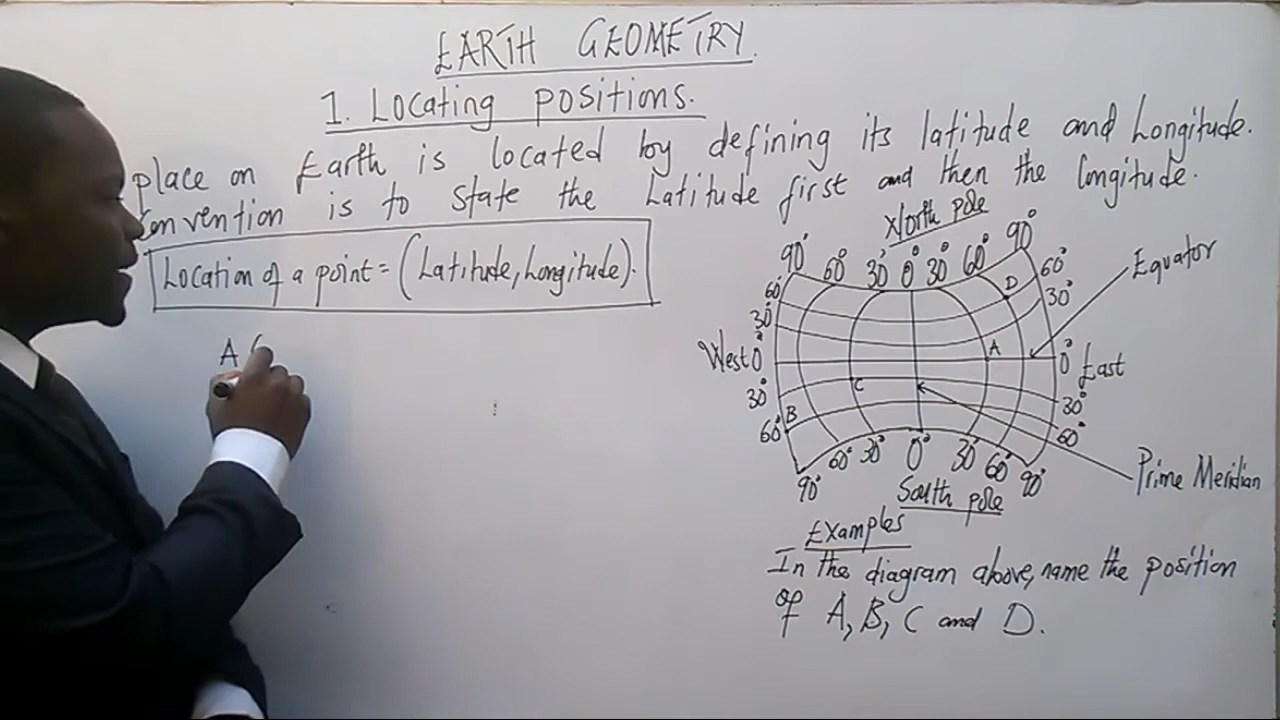 EARTH GEOMETRY.
1. Locating positions.
place on Earth is located by defining its latitude and Longitude.
convention is to state the Latitude first and then the longitude.
Location of a point = (Latitude, Longitude).
A (
North pole
90° 60° 30° 0° 30° 60° 90°
60° 60°
30° D 30°
Equator
West 0° A 0° East
30° C 30°
60° B 60°
60° 30° 0° 30° 60°
90° 90°
Prime Meridian
South pole
Examples
In the diagram above, name the position
of A, B, C and D.